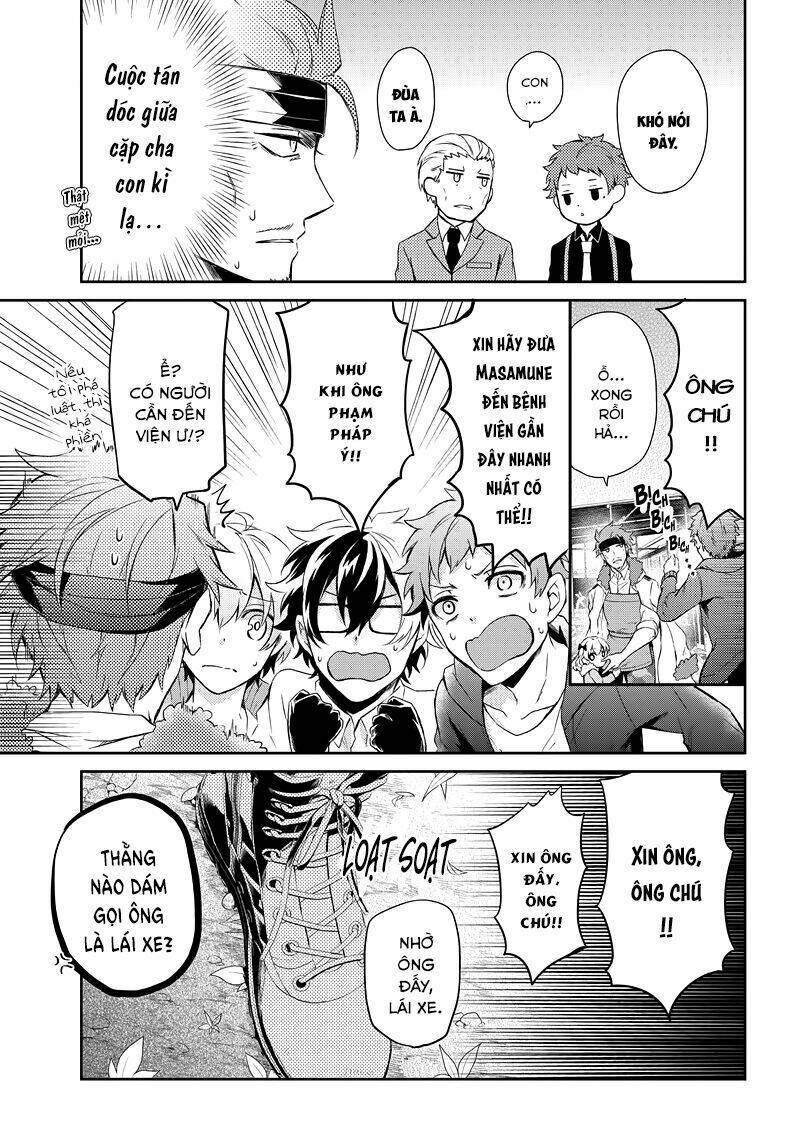 KHÓ NÓI
ĐÂY.
CON
...
ĐÙA
TA À.
Cuộc tán
dóc giữa
cặp cha
con kì
lạ...
Thật
mệt
mỏi...
ÔNG
CHÚ
!!
Ồ...
XONG
RỒI
HẢ...
BỊCH
BỊCH
BỊCH
XIN HÃY ĐƯA
MASAMUNE
ĐẾN BỆNH
VIỆN GẦN
ĐÂY NHANH
NHẤT CÓ
THỂ!!
NHƯ
KHI ÔNG
PHẠM
PHÁP
Ý!!
Ể?
CÓ NGƯỜI
CẦN ĐẾN
VIỆN Ư!?
Nếu
tôi phá
luật thì
khá
phiền
XIN ÔNG,
ÔNG CHÚ
!!
XIN ÔNG
ĐẤY,
ÔNG
CHÚ!!
LOẠT SOẠT
NHỜ
ÔNG
ĐẤY,
LÁI XE.
THẰNG
NÀO DÁM
GỌI ÔNG
LÀ LÁI XE?